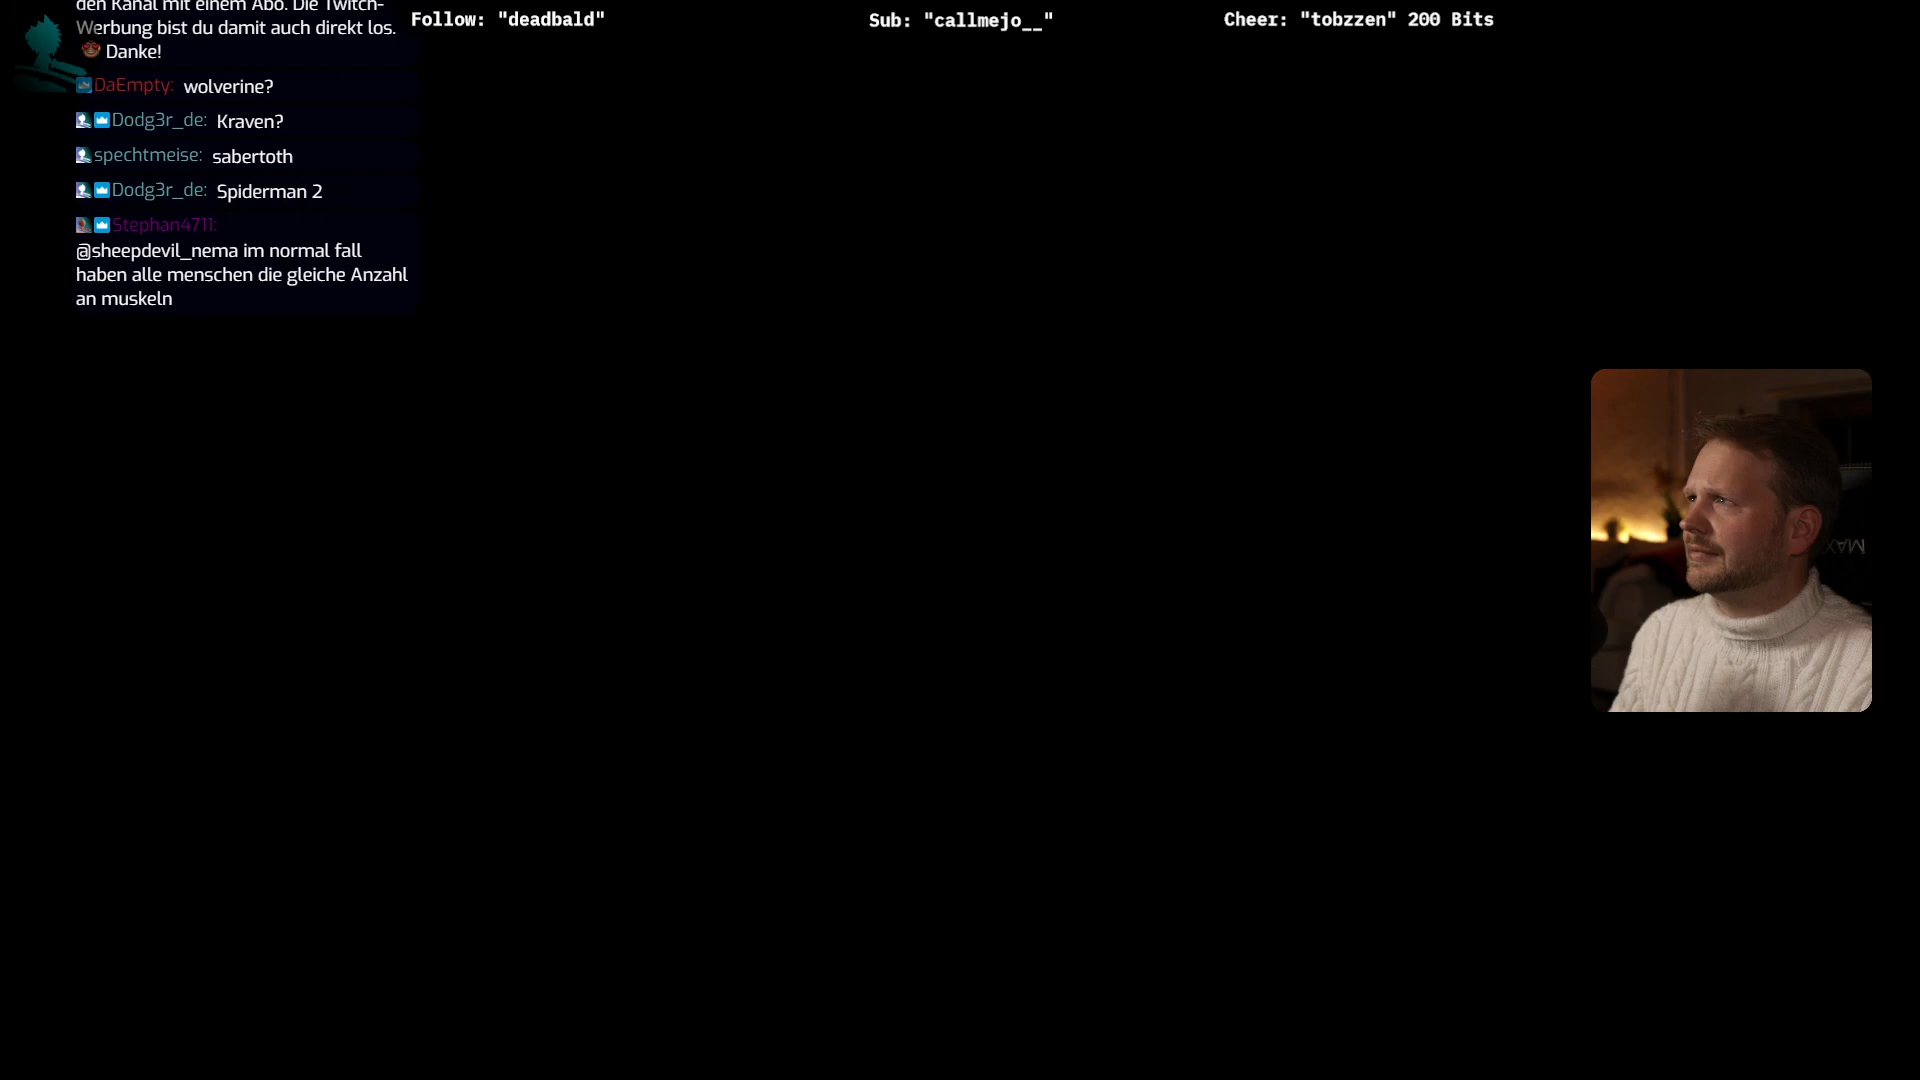 den Kanal mit einem Abo. Die Twitch-
Werbung bist du damit auch direkt los.
Danke!
DaEmpty: wolverine?
Dodg3r_de: Kraven?
spechtmeise: sabertoth
Dodg3r_de: Spiderman 2
Stephan4711:
@sheepdevil_nema im normal fall
haben alle menschen die gleiche Anzahl
an muskeln
Follow: "deadbald"
Sub: "callmejo__"
Cheer: "tobzzen" 200 Bits